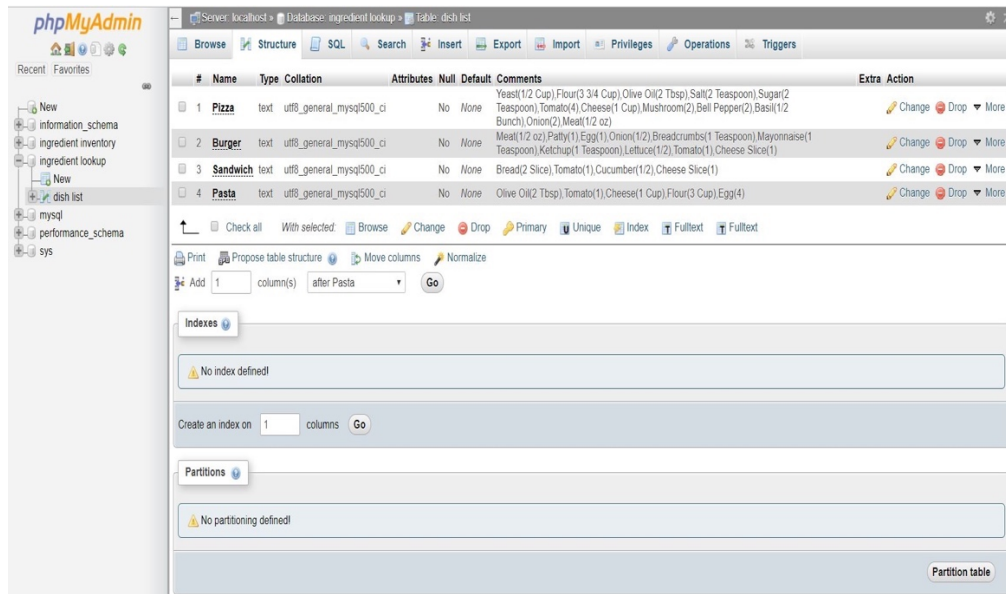 phpMyAdmin
Recent Favorites
New
information_schema
ingredient inventory
ingredient lookup
New
dish list
mysql
performance_schema
sys
Server: localhost » Database: ingredient lookup » Table: dish list
Browse Structure SQL Search Insert Export Import Privileges Operations Triggers
# Name Type Collation Attributes Null Default Comments Extra Action
1 Pizza text utf8_general_mysql500_ci No None Yeast(1/2 Cup),Flour(3 3/4 Cup),Olive Oil(2 Tbsp),Salt(2 Teaspoon),Sugar(2
Teaspoon),Tomato(4),Cheese(1 Cup),Mushroom(2),Bell Pepper(2),Basil(1/2
Bunch),Onion(2),Meat(1/2 oz) Change Drop More
2 Burger text utf8_general_mysql500_ci No None Meat(1/2 oz),Patty(1),Egg(1),Onion(1/2),Breadcrumbs(1 Teaspoon),Mayonnaise(1
Teaspoon),Ketchup(1 Teaspoon),Lettuce(1/2),Tomato(1),Cheese Slice(1) Change Drop More
3 Sandwich text utf8_general_mysql500_ci No None Bread(2 Slice),Tomato(1),Cucumber(1/2),Cheese Slice(1) Change Drop More
4 Pasta text utf8_general_mysql500_ci No None Olive Oil(2 Tbsp),Tomato(1),Cheese(1 Cup),Flour(3 Cup),Egg(4) Change Drop More
Check all With selected: Browse Change Drop Primary Unique Index Fulltext Fulltext
Print Propose table structure Move columns Normalize
Add 1 column(s) after Pasta Go
Indexes
No index defined!
Create an index on 1 columns Go
Partitions
No partitioning defined!
Partition table